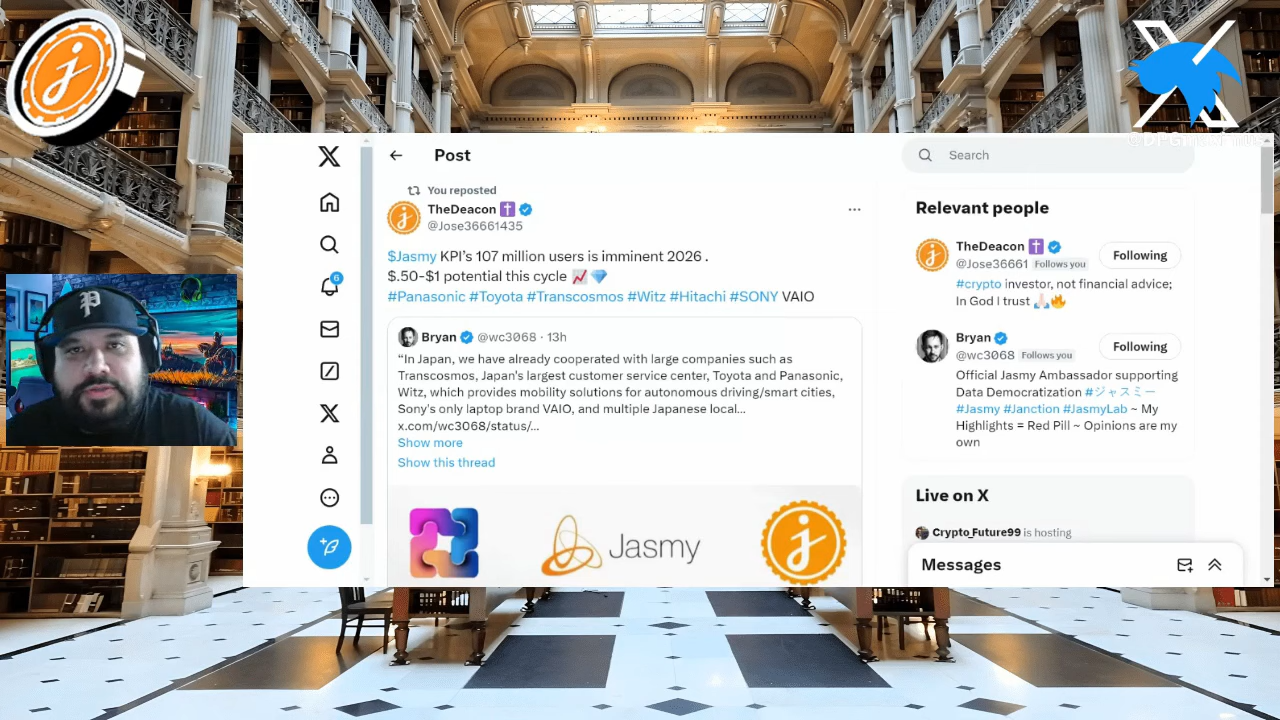 Post
Search
You reposted
TheDeacon
@Jose36661435
$Jasmy KPI's 107 million users is imminent 2026 .
$.50-$1 potential this cycle
#Panasonic #Toyota #Transcosmos #Witz #Hitachi #SONY VAIO
Bryan @wc3068 · 13h
“In Japan, we have already cooperated with large companies such as
Transcosmos, Japan's largest customer service center, Toyota and Panasonic,
Witz, which provides mobility solutions for autonomous driving/smart cities,
Sony's only laptop brand VAIO, and multiple Japanese local...
x.com/wc3068/status/...
Show more
Show this thread
Jasmy
Relevant people
TheDeacon
@Jose36661 Follows you
Following
#crypto investor, not financial advice;
In God I trust
Bryan
@wc3068 Follows you
Following
Official Jasmy Ambassador supporting
Data Democratization #ジャスミー
#Jasmy #Janction #JasmyLab ~ My
Highlights = Red Pill ~ Opinions are my
own
Live on X
Crypto_Future99 is hosting
Messages
6
P